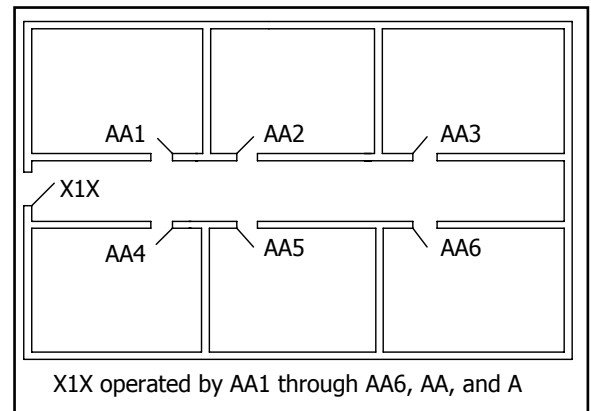 AA1 AA2 AA3
X1X
AA4 AA5 AA6
X1X operated by AA1 through AA6, AA, and A